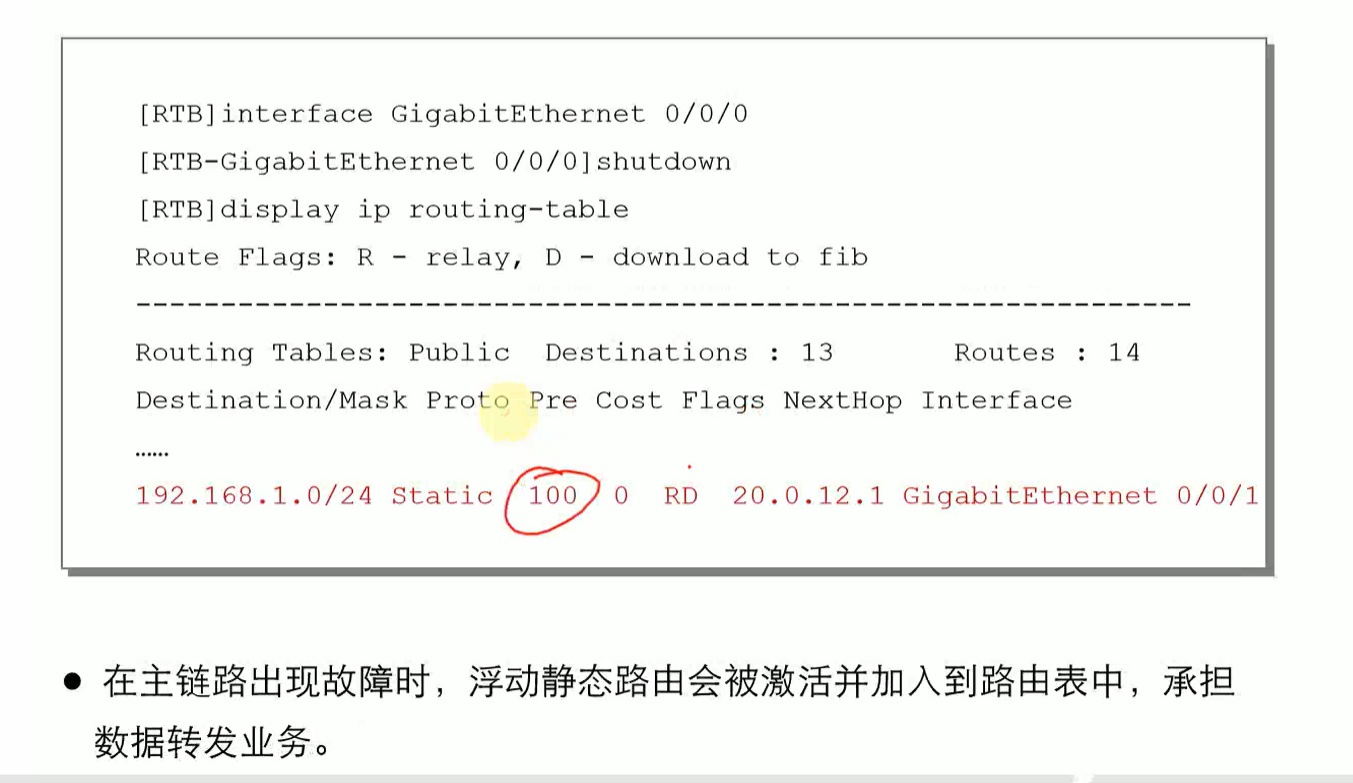 [RTB]interface GigabitEthernet 0/0/0
[RTB-GigabitEthernet 0/0/0]shutdown
[RTB]display ip routing-table
Route Flags: R - relay, D - download to fib
--------------------------------------------------------------
Routing Tables: Public  Destinations : 13       Routes : 14
Destination/Mask Proto Pre Cost Flags NextHop Interface
……
192.168.1.0/24 Static  100  0  RD  20.0.12.1 GigabitEthernet 0/0/1
● 在主链路出现故障时，浮动静态路由会被激活并加入到路由表中，承担
数据转发业务。